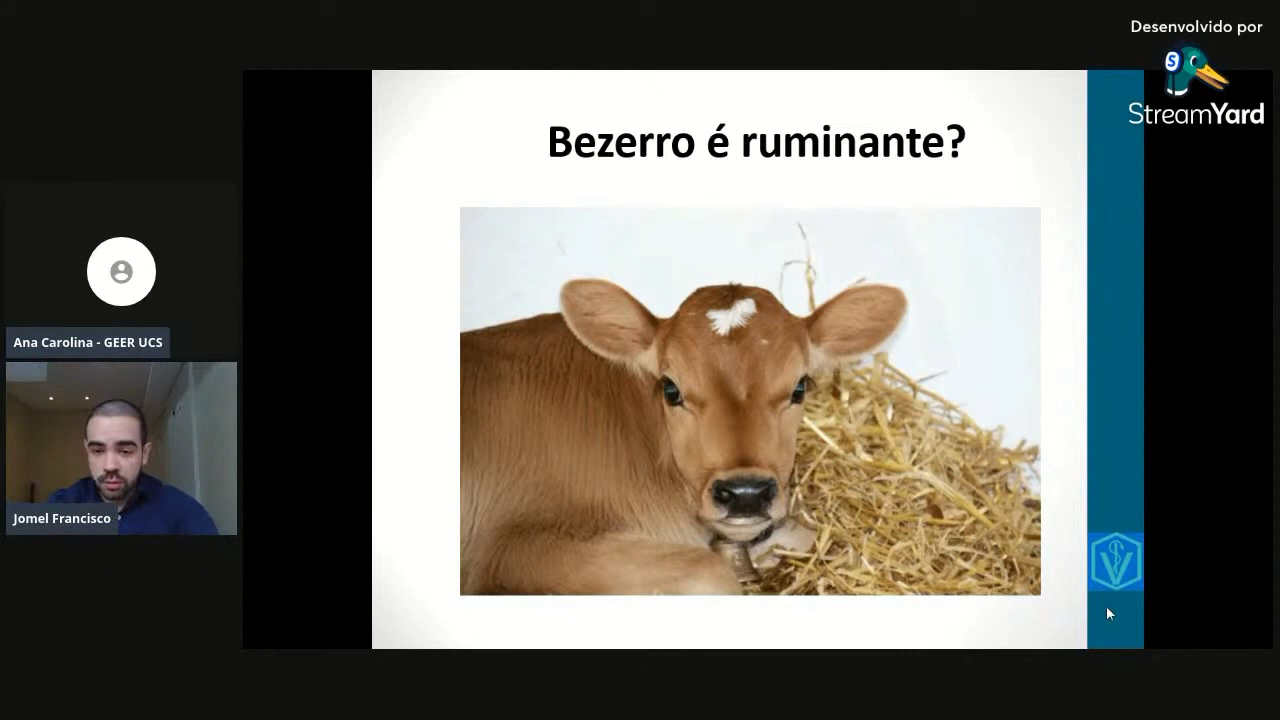 Desenvolvido por
StreamYard
Bezerro é ruminante?
Ana Carolina - GEER UCS
Jomel Francisco